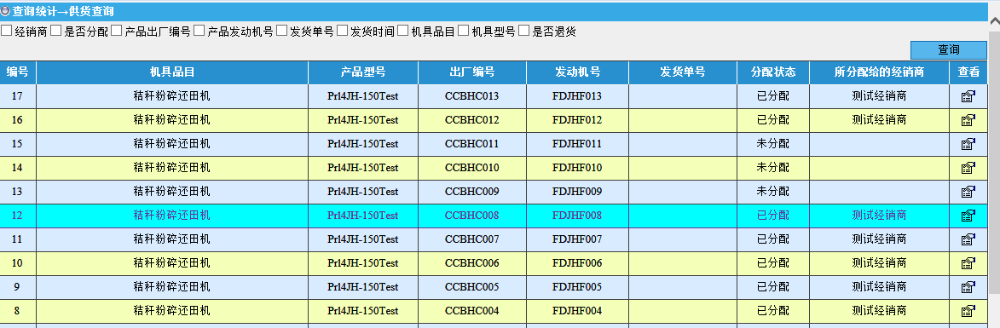 查询统计→供货查询
经销商 是否分配 产品出厂编号 产品发动机号 发货单号 发货时间 机具品目 机具型号 是否退货
查询
编号 机具品目 产品型号 出厂编号 发动机号 发货单号 分配状态 所分配给的经销商 查看
17 秸秆粉碎还田机 Prl4JH-150Test CCBHC013 FDJHF013 已分配 测试经销商
16 秸秆粉碎还田机 Prl4JH-150Test CCBHC012 FDJHF012 已分配 测试经销商
15 秸秆粉碎还田机 Prl4JH-150Test CCBHC011 FDJHF011 未分配
14 秸秆粉碎还田机 Prl4JH-150Test CCBHC010 FDJHF010 未分配
13 秸秆粉碎还田机 Prl4JH-150Test CCBHC009 FDJHF009 未分配
12 秸秆粉碎还田机 Prl4JH-150Test CCBHC008 FDJHF008 已分配 测试经销商
11 秸秆粉碎还田机 Prl4JH-150Test CCBHC007 FDJHF007 已分配 测试经销商
10 秸秆粉碎还田机 Prl4JH-150Test CCBHC006 FDJHF006 已分配 测试经销商
9 秸秆粉碎还田机 Prl4JH-150Test CCBHC005 FDJHF005 已分配 测试经销商
8 秸秆粉碎还田机 Prl4JH-150Test CCBHC004 FDJHF004 已分配 测试经销商